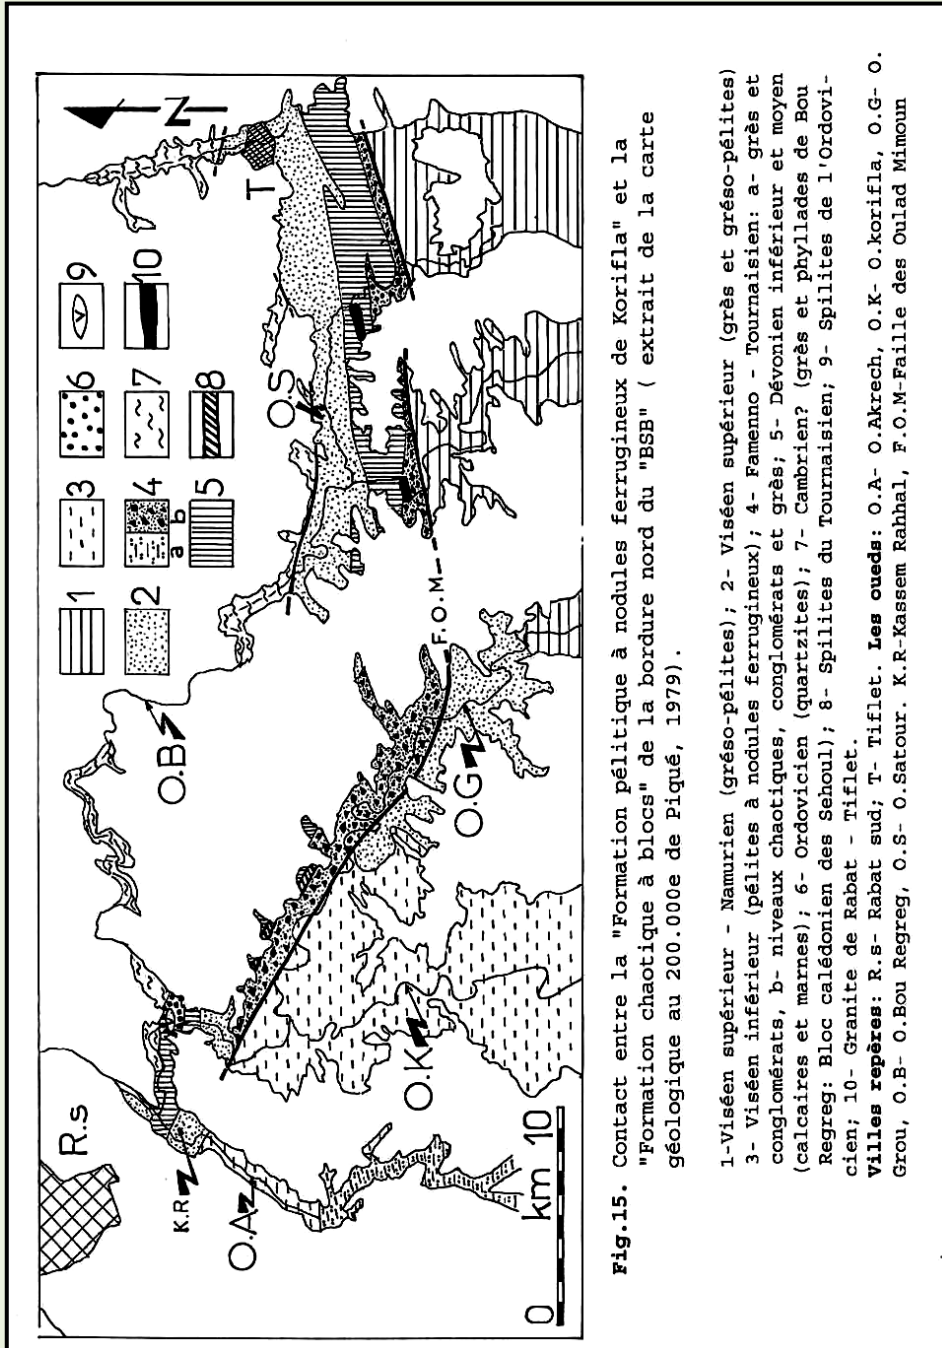 N
1
2
3
4
a b
5
6
7
8
9
10
R.s
K.R
O.A
O.K
O.B
O.G
F.O.M
O.S
T
0 km 10
Fig.15. Contact entre la "Formation pélitique à nodules ferrugineux de Korifla" et la
"Formation chaotique à blocs" de la bordure nord du "BSB" ( extrait de la carte
géologique au 200.000e de Piqué, 1979).
1-Viséen supérieur - Namurien (gréso-pélites); 2- Viséen supérieur (grès et gréso-pélites)
3- Viséen inférieur (pélites à nodules ferrugineux); 4- Famenno - Tournaisien: a- grès et
conglomérats, b- niveaux chaotiques, conglomérats et grès; 5- Dévonien inférieur et moyen
(calcaires et marnes); 6- Ordovicien (quartzites); 7- Cambrien? (grès et phyllades de Bou
Regreg: Bloc calédonien des Sehoul); 8- Spilites du Tournaisien; 9- Spilites de l'Ordovi-
cien; 10- Granite de Rabat - Tiflet.
Villes repères: R.s- Rabat sud; T- Tiflet. Les oueds: O.A- O.Akrech, O.K- O.korifla, O.G- O.
Grou, O.B- O.Bou Regreg, O.S- O.Satour. K.R-Kassem Rahhal, F.O.M-Faille des Oulad Mimoun